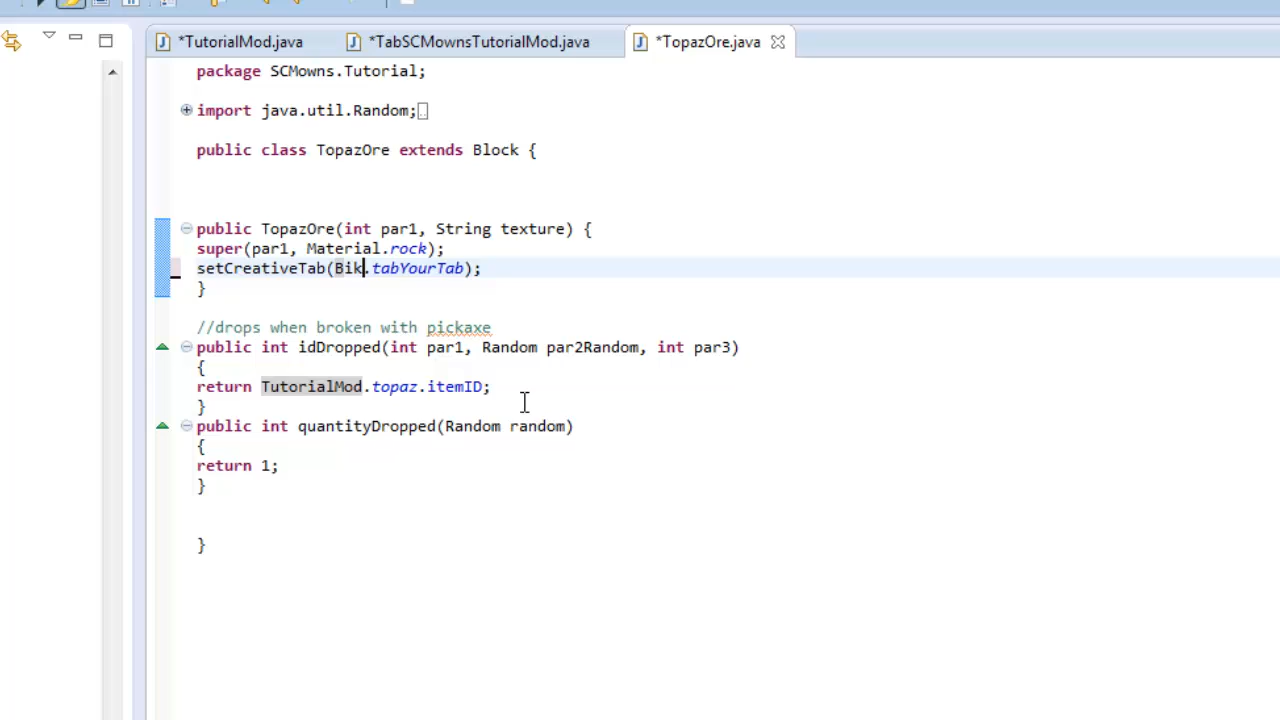 *TutorialMod.java *TabSCMownsTutorialMod.java *TopazOre.java
package SCMowns.Tutorial;
import java.util.Random;
public class TopazOre extends Block {
public TopazOre(int par1, String texture) {
super(par1, Material.rock);
setCreativeTab(Bik.tabYourTab);
}
//drops when broken with pickaxe
public int idDropped(int par1, Random par2Random, int par3)
{
return TutorialMod.topaz.itemID;
}
public int quantityDropped(Random random)
{
return 1;
}
}